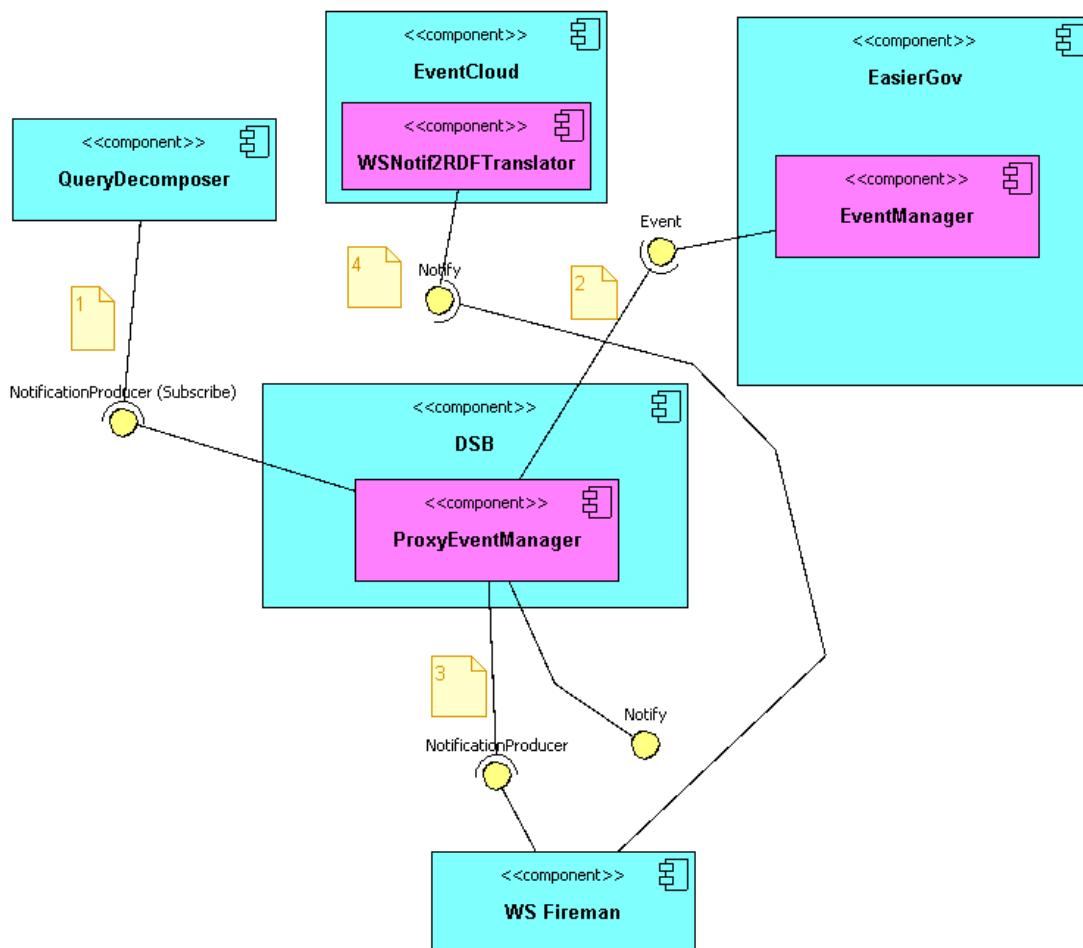 <<component>>
EventCloud
<<component>>
WSNotif2RDFTranslator
<<component>>
EasierGov
<<component>>
EventManager
<<component>>
QueryDecomposer
Event
4
Notify
2
1
NotificationProducer (Subscribe)
<<component>>
DSB
<<component>>
ProxyEventManager
3
Notify
NotificationProducer
<<component>>
WS Fireman